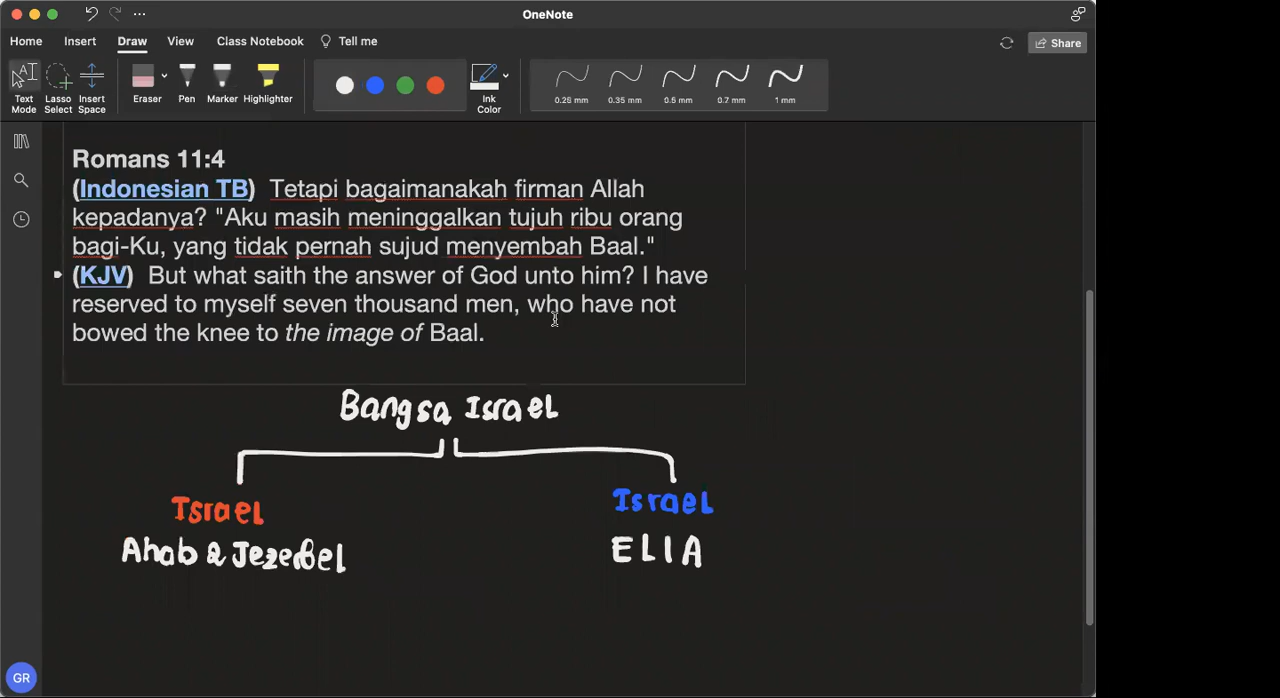 OneNote
Home Insert Draw View Class Notebook Tell me
Share
Text Mode
Lasso Select
Insert Space
Eraser
Pen
Marker
Highlighter
Ink Color
0.25 mm
0.35 mm
0.5 mm
0.7 mm
1 mm
Romans 11:4
(Indonesian TB) Tetapi bagaimanakah firman Allah
kepadanya? "Aku masih meninggalkan tujuh ribu orang
bagi-Ku, yang tidak pernah sujud menyembah Baal."
(KJV) But what saith the answer of God unto him? I have
reserved to myself seven thousand men, who have not
bowed the knee to the image of Baal.
Bangsa Israel
Israel Israel
Ahab & Jezebel ELIA
GR